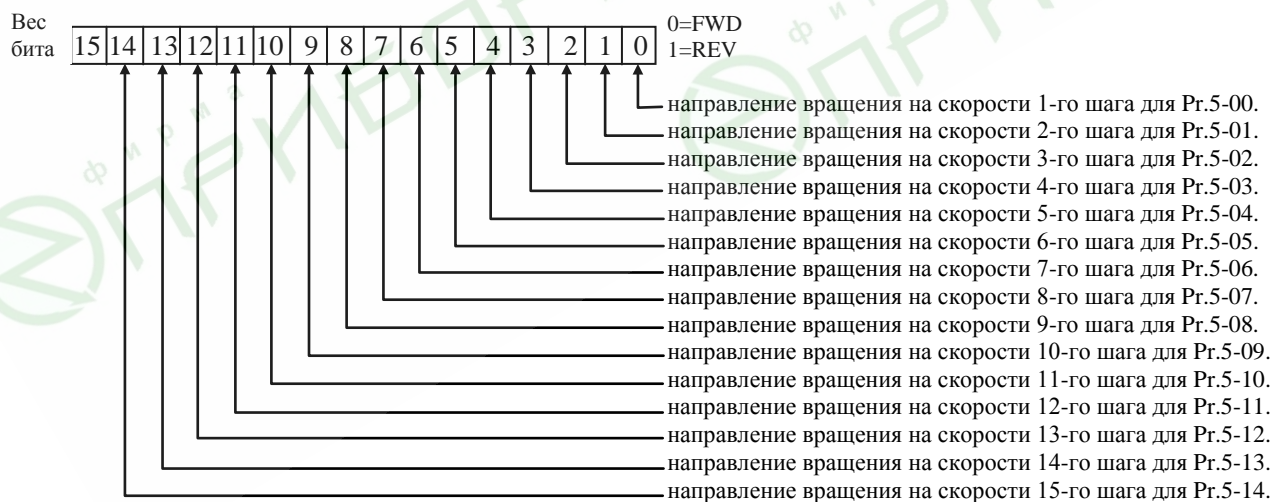 Вес
бита
15 14 13 12 11 10 9 8 7 6 5 4 3 2 1 0
0=FWD
1=REV
направление вращения на скорости 1-го шага для Pr.5-00.
направление вращения на скорости 2-го шага для Pr.5-01.
направление вращения на скорости 3-го шага для Pr.5-02.
направление вращения на скорости 4-го шага для Pr.5-03.
направление вращения на скорости 5-го шага для Pr.5-04.
направление вращения на скорости 6-го шага для Pr.5-05.
направление вращения на скорости 7-го шага для Pr.5-06.
направление вращения на скорости 8-го шага для Pr.5-07.
направление вращения на скорости 9-го шага для Pr.5-08.
направление вращения на скорости 10-го шага для Pr.5-09.
направление вращения на скорости 11-го шага для Pr.5-10.
направление вращения на скорости 12-го шага для Pr.5-11.
направление вращения на скорости 13-го шага для Pr.5-12.
направление вращения на скорости 14-го шага для Pr.5-13.
направление вращения на скорости 15-го шага для Pr.5-14.
фирма